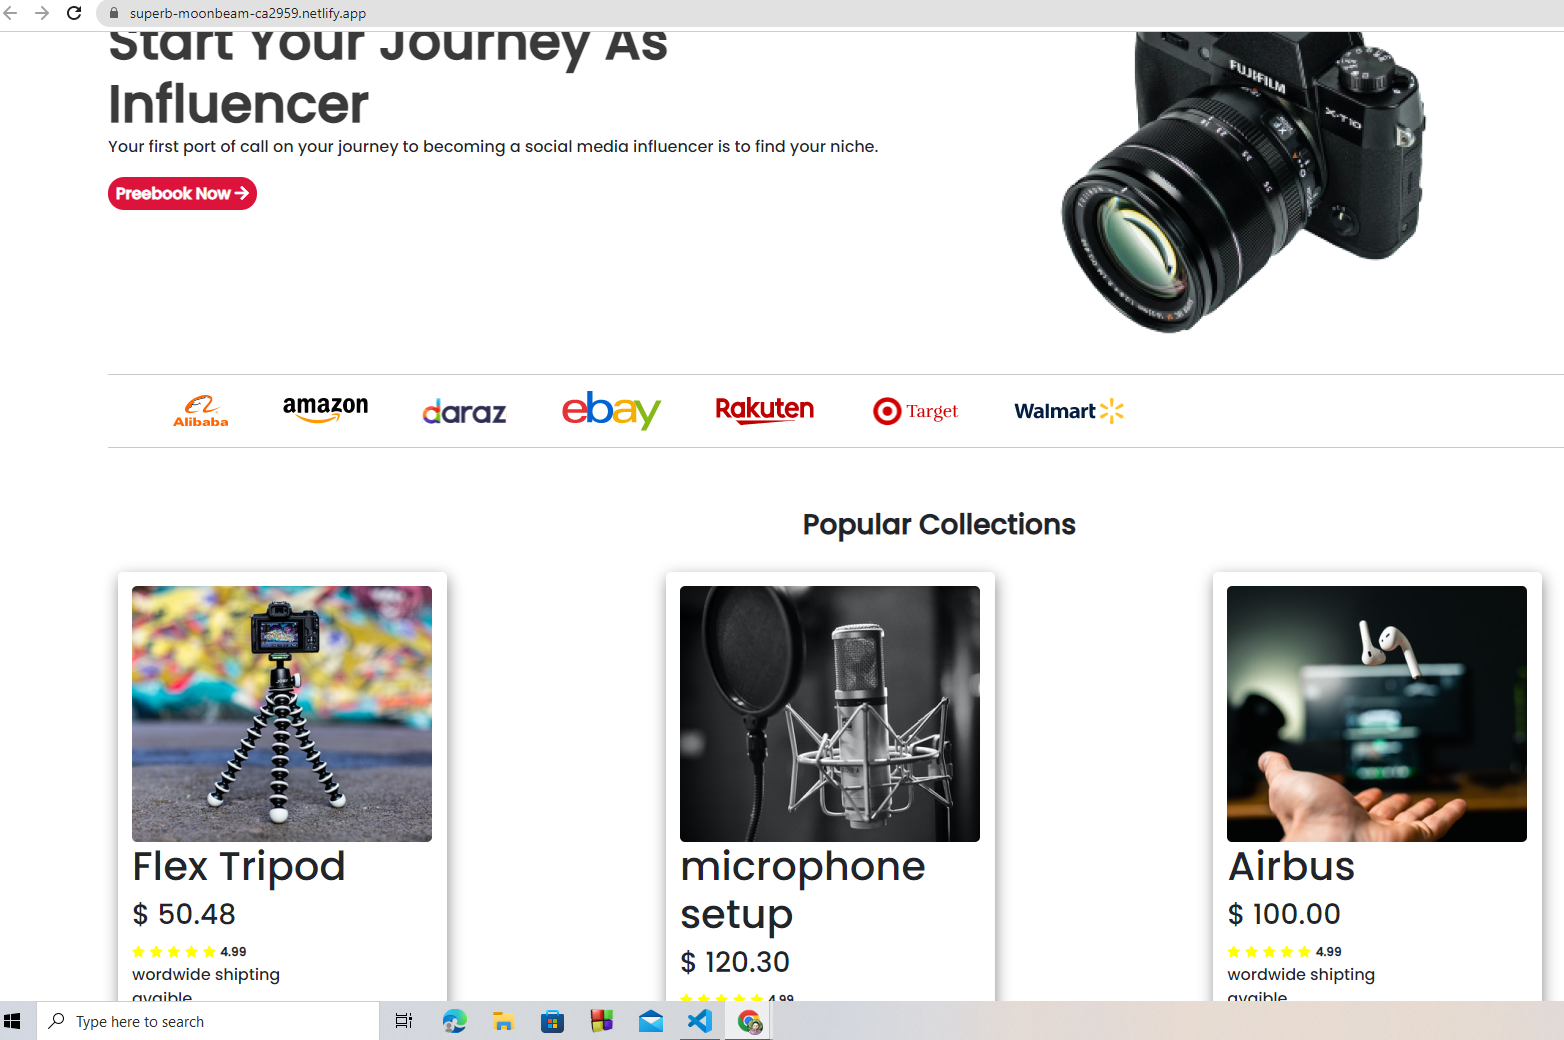 superb-moonbeam-ca2959.netlify.app
Start Your Journey As
Influencer
Your first port of call on your journey to becoming a social media influencer is to find your niche.
Preebook Now
FUJIFILM
X-T10
Alibaba
amazon
daraz
ebay
Rakuten
Target
Walmart
Popular Collections
Flex Tripod
$ 50.48
4.99
wordwide shipting
avgible
microphone
setup
$ 120.30
4.99
Airbus
$ 100.00
4.99
wordwide shipting
avgible
Type here to search